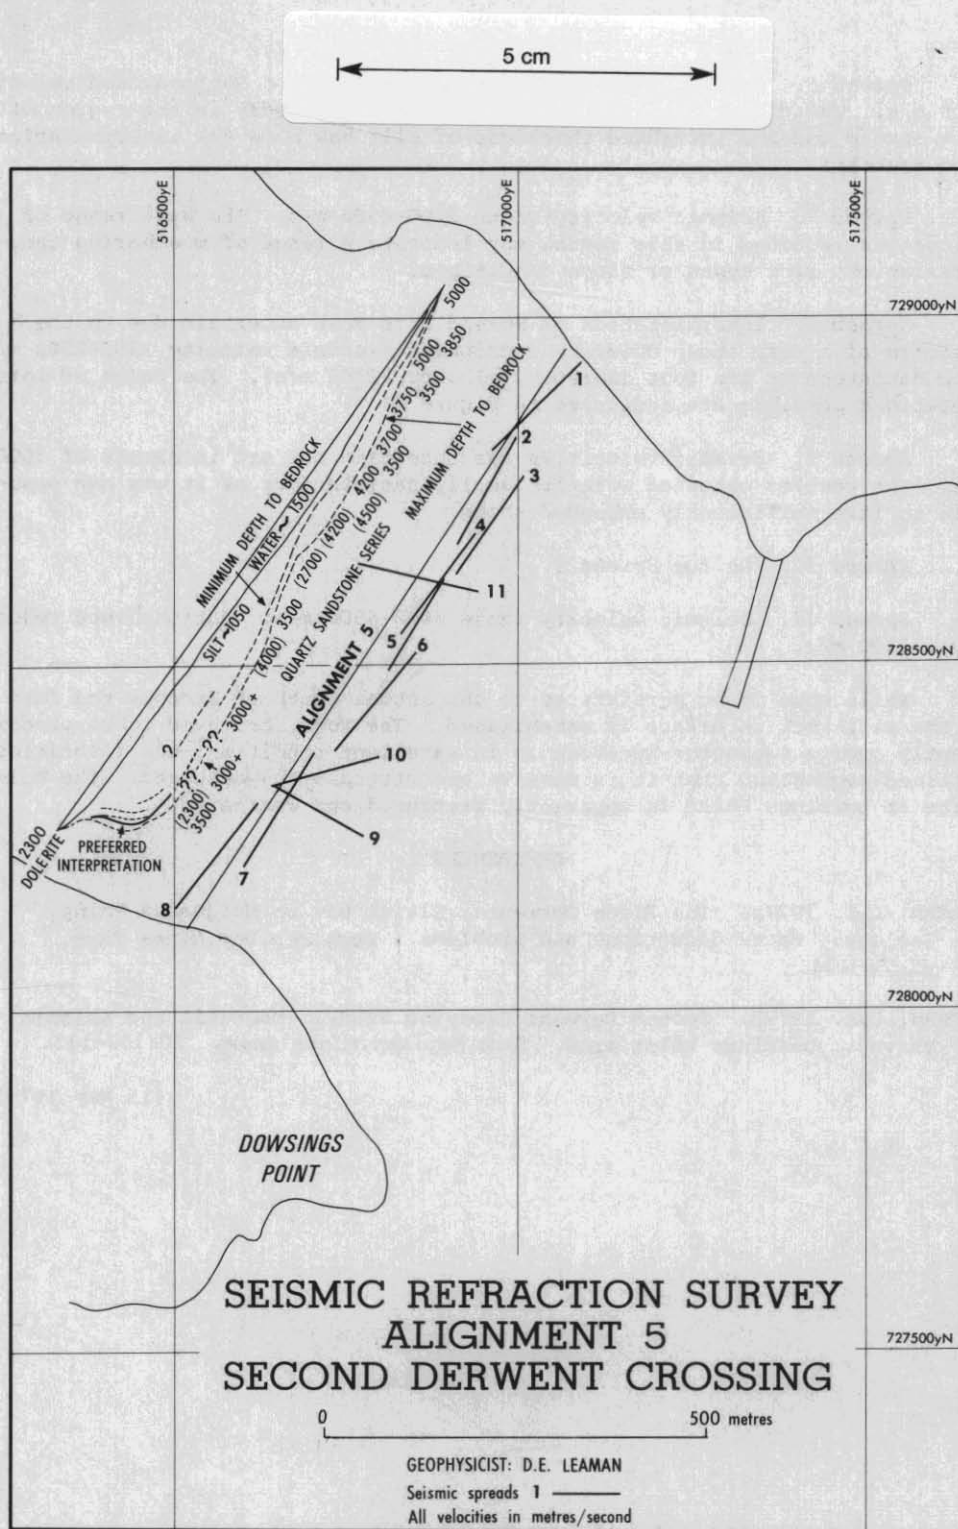 5 cm
516500yE
517000yE
517500yE
729000yN
728500yN
728000yN
727500yN
5000
3850
5000
3500
3750
3700
3500
4200
(4500)
(4200)
(2700)
3500
(4000)
3000+
??
3000+
??
(2300)
3500
?
MINIMUM DEPTH TO BEDROCK
WATER ~ 1500
SILT~1050
QUARTZ SANDSTONE SERIES
MAXIMUM DEPTH TO BEDROCK
ALIGNMENT 5
1
2
3
4
11
5
6
10
9
7
8
DOLERITE
PREFERRED
INTERPRETATION
DOWSINGS
POINT
SEISMIC REFRACTION SURVEY
ALIGNMENT 5
SECOND DERWENT CROSSING
0 500 metres
GEOPHYSICIST: D.E. LEAMAN
Seismic spreads 1
All velocities in metres/second